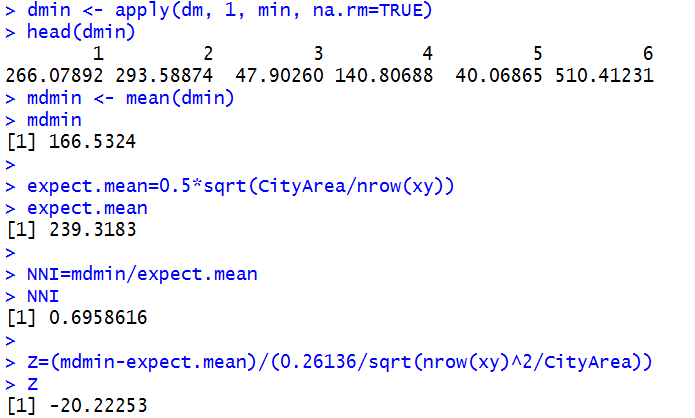 > dmin <- apply(dm, 1, min, na.rm=TRUE)
> head(dmin)
1 2 3 4 5 6
266.07892 293.58874 47.90260 140.80688 40.06865 510.41231
> mdmin <- mean(dmin)
> mdmin
[1] 166.5324
>
> expect.mean=0.5*sqrt(CityArea/nrow(xy))
> expect.mean
[1] 239.3183
>
> NNI=mdmin/expect.mean
> NNI
[1] 0.6958616
>
> Z=(mdmin-expect.mean)/(0.26136/sqrt(nrow(xy)^2/CityArea))
> Z
[1] -20.22253